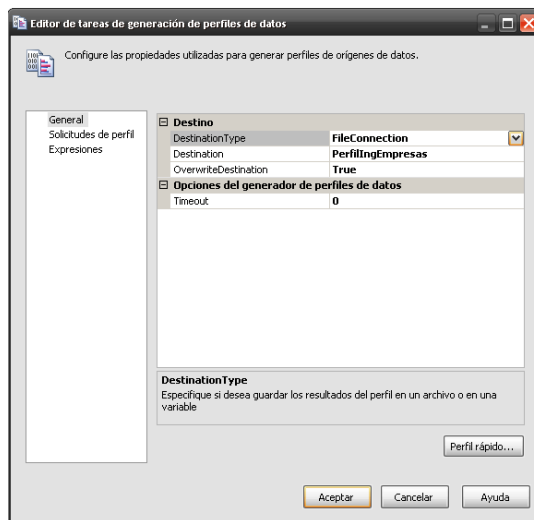 Editor de tareas de generación de perfiles de datos
Configure las propiedades utilizadas para generar perfiles de orígenes de datos.
General
Solicitudes de perfil
Expresiones
Destino
DestinationType FileConnection
Destination PerfilIngEmpresas
OverwriteDestination True
Opciones del generador de perfiles de datos
Timeout 0
DestinationType
Especifique si desea guardar los resultados del perfil en un archivo o en una
variable
Perfil rápido...
Aceptar Cancelar Ayuda